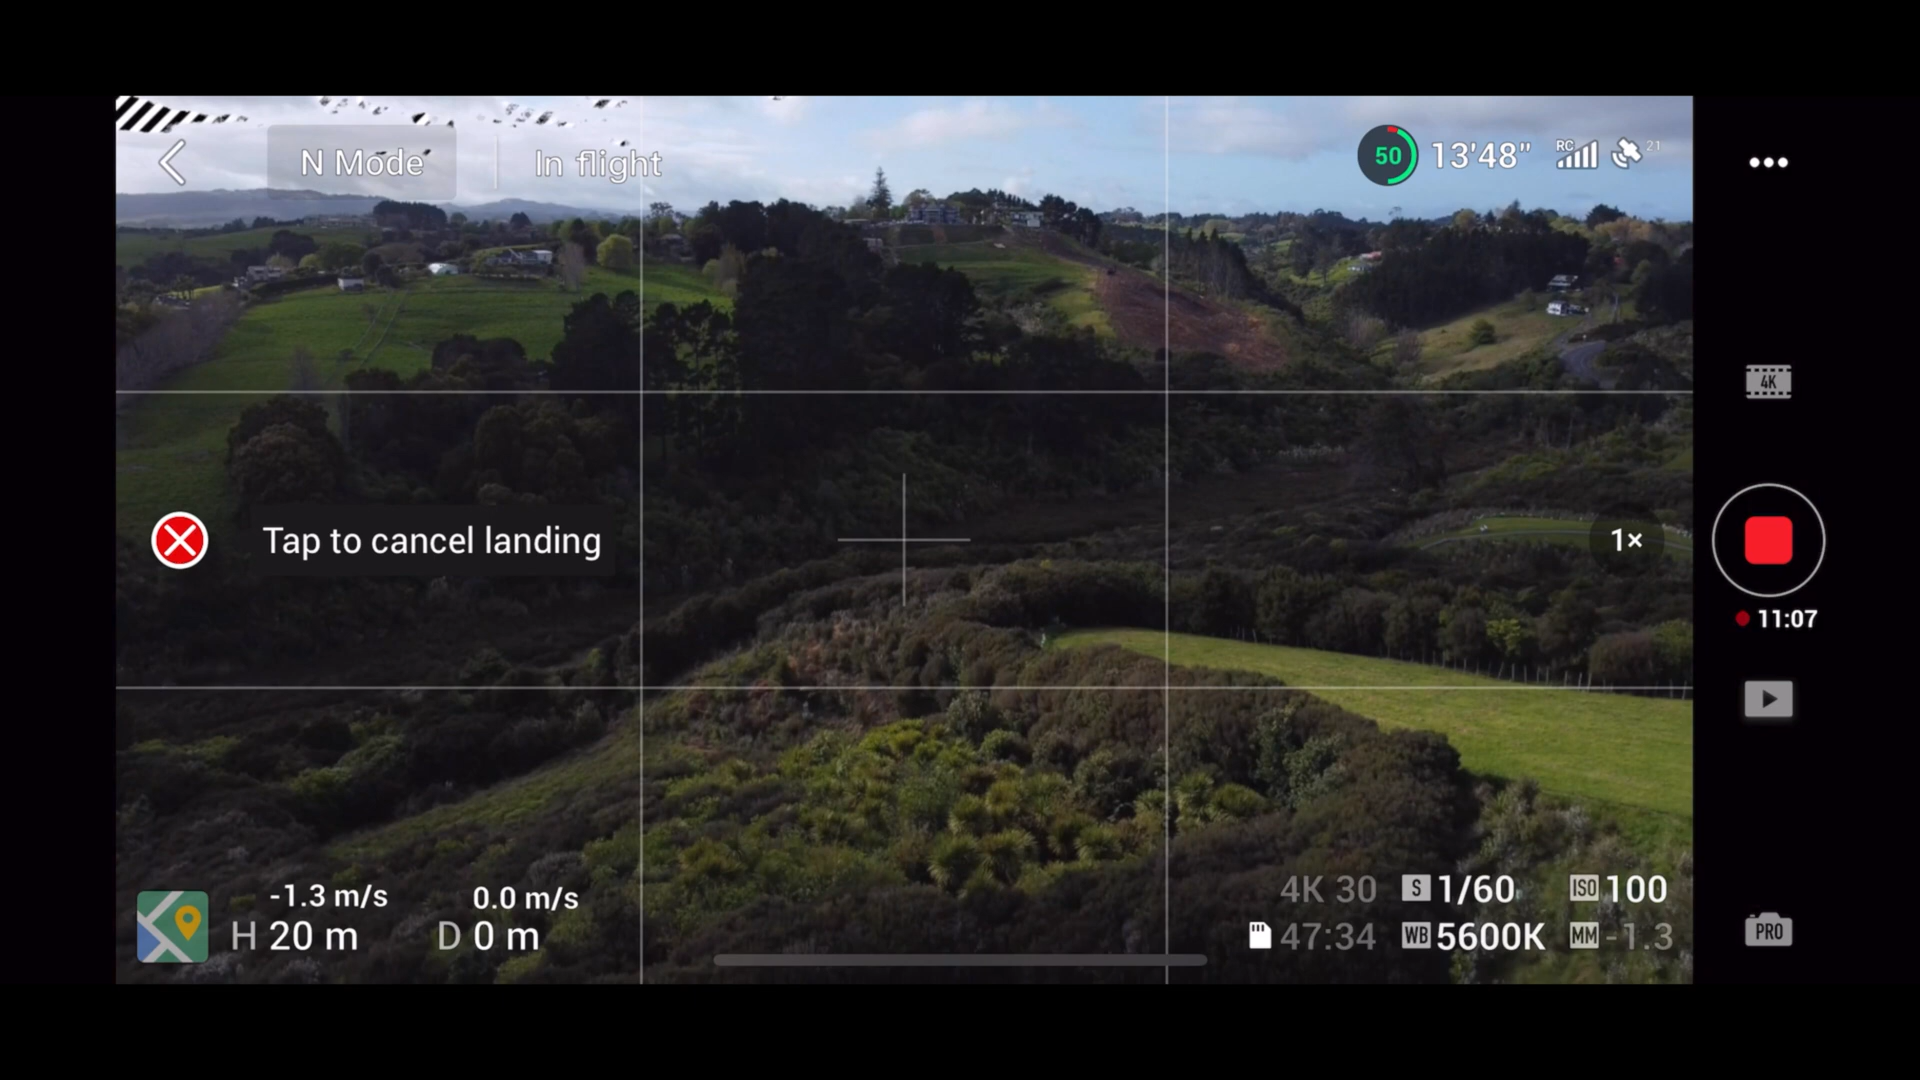 N Mode
In flight
50
13'48”
RC
21
4K
Tap to cancel landing
1×
11:07
-1.3 m/s
0.0 m/s
H 20 m
D 0 m
4K 30
S 1/60
ISO 100
47:34
WB 5600K
MM -1.3
PRO